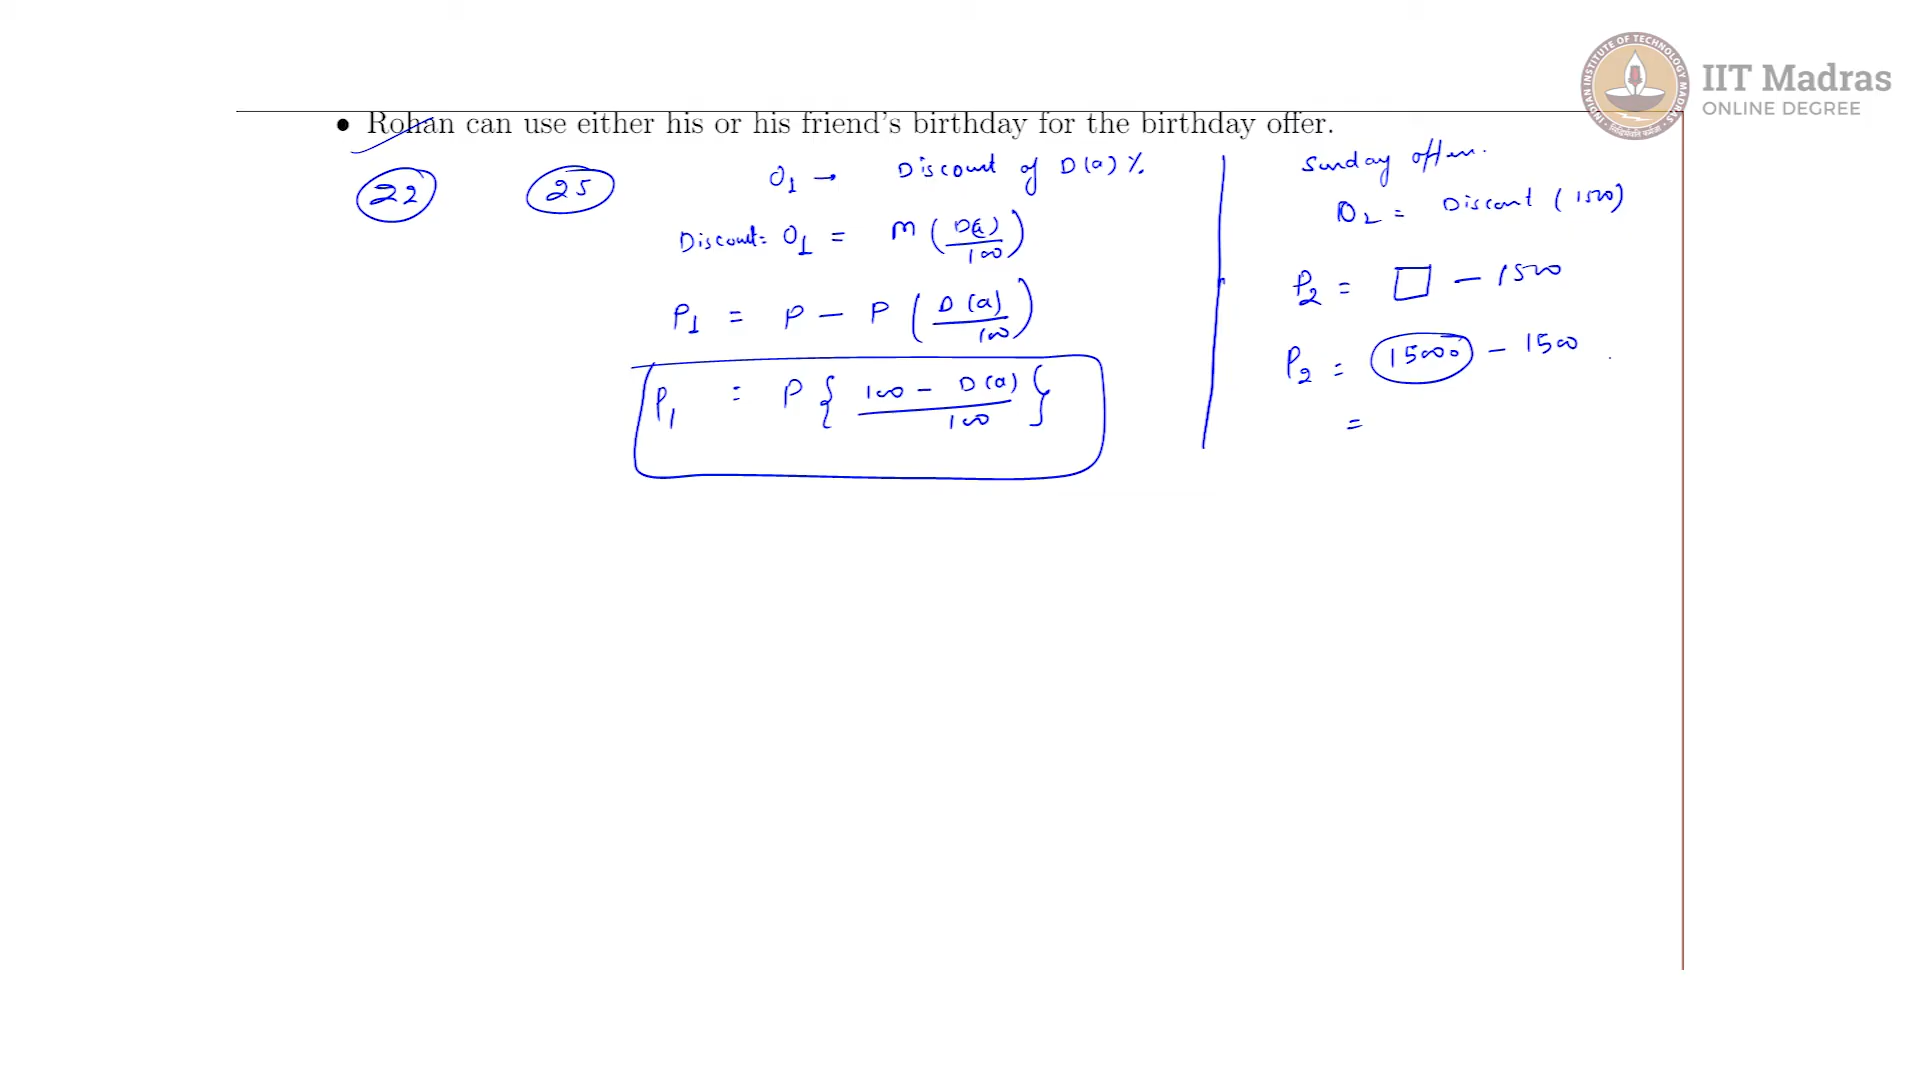 IIT Madras
ONLINE DEGREE
• Rohan can use either his or his friend's birthday for the birthday offer.
22 25
O₁ → Discount of D(a) %
Discount = O₁ = M (D(a)/100)
P₁ = P − P (D(a)/100)
P₁ = P { 100 − D(a) / 100 }
Sunday offer.
O₂ = Discount (1500)
P₂ = □ − 1500
P₂ = 15000 − 1500
=